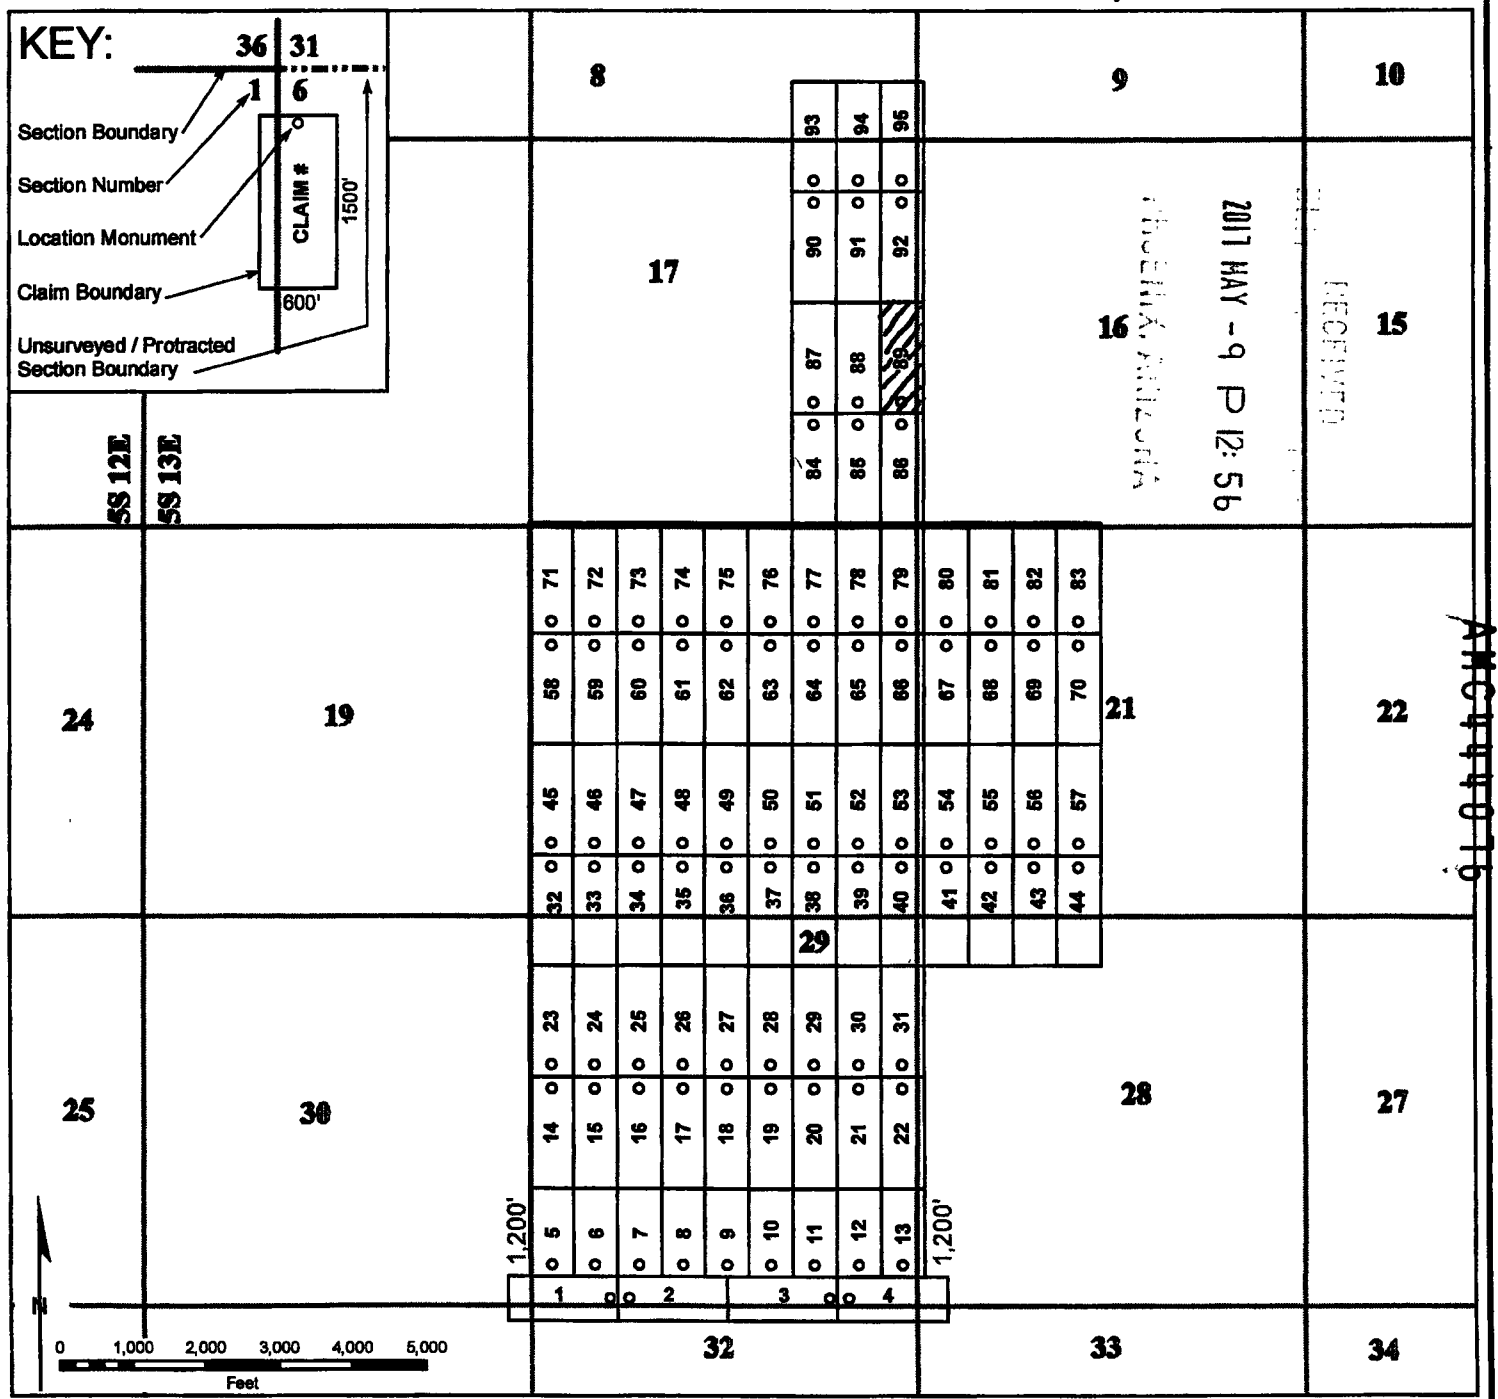 KEY:
36 31
1 6
Section Boundary
Section Number
Location Monument
Claim Boundary
Unsurveyed / Protracted
Section Boundary
CLAIM #
1500'
600'
8
9
10
93 94 95
17
90 91 92
16
15
2017 MAY -9 P 12: 56
PHOENIX, ARIZONA
RECEIVED
87 88 89
84 85 86
5S 12E
5S 13E
71 72 73 74 75 76 77 78 79 80 81 82 83
58 59 60 61 62 63 64 65 66 67 68 69 70
24
19
21
22
45 46 47 48 49 50 51 52 53 54 55 56 57
32 33 34 35 36 37 38 39 40 41 42 43 44
29
23 24 25 26 27 28 29 30 31
25
30
28
27
14 15 16 17 18 19 20 21 22
1,200'
5 6 7 8 9 10 11 12 13
1,200'
1 2 3 4
N
32
33
34
0 1,000 2,000 3,000 4,000 5,000
Feet